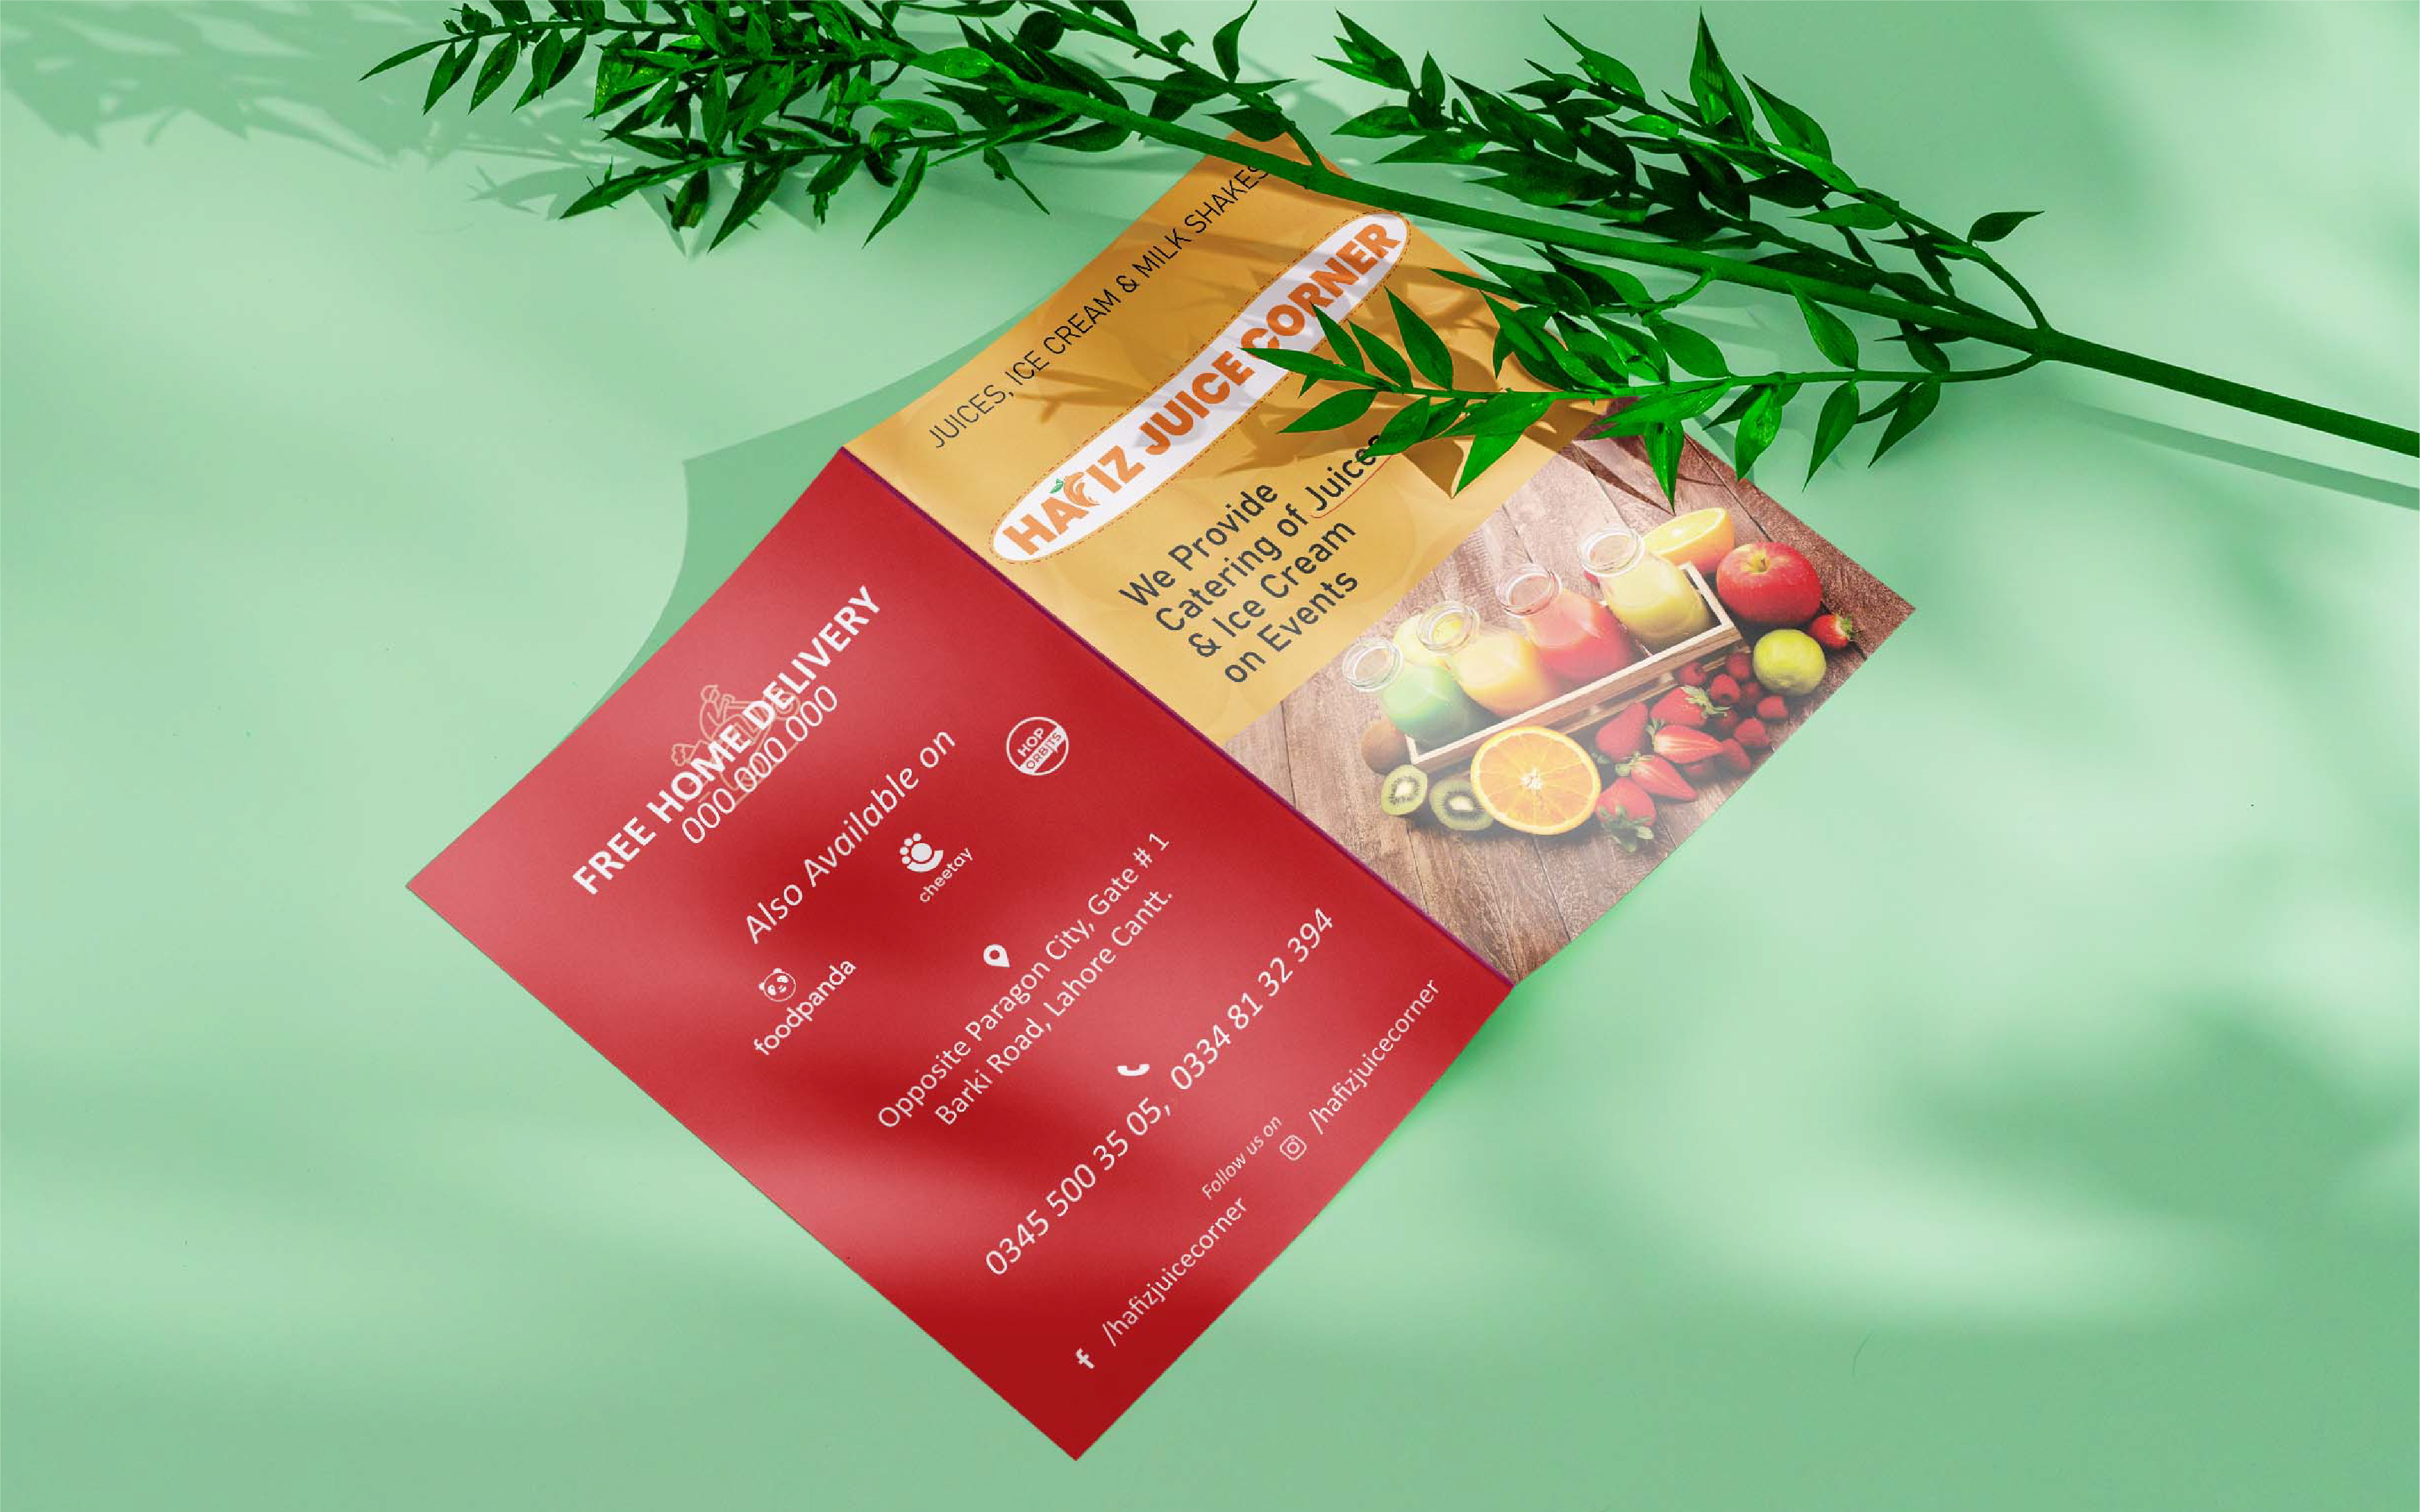 JUICES, ICE CREAM & MILK SHAKES
HAFIZ JUICE CORNER
We Provide
Catering of Juices
& Ice Cream
on Events
FREE HOME DELIVERY
000 000 000
Also Available on
foodpanda
cheetay
HOP
ORBITS
Opposite Paragon City, Gate # 1
Barki Road, Lahore Cantt.
0345 500 35 05, 0334 81 32 394
Follow us on
/hafizjuicecorner
/hafizjuicecorner